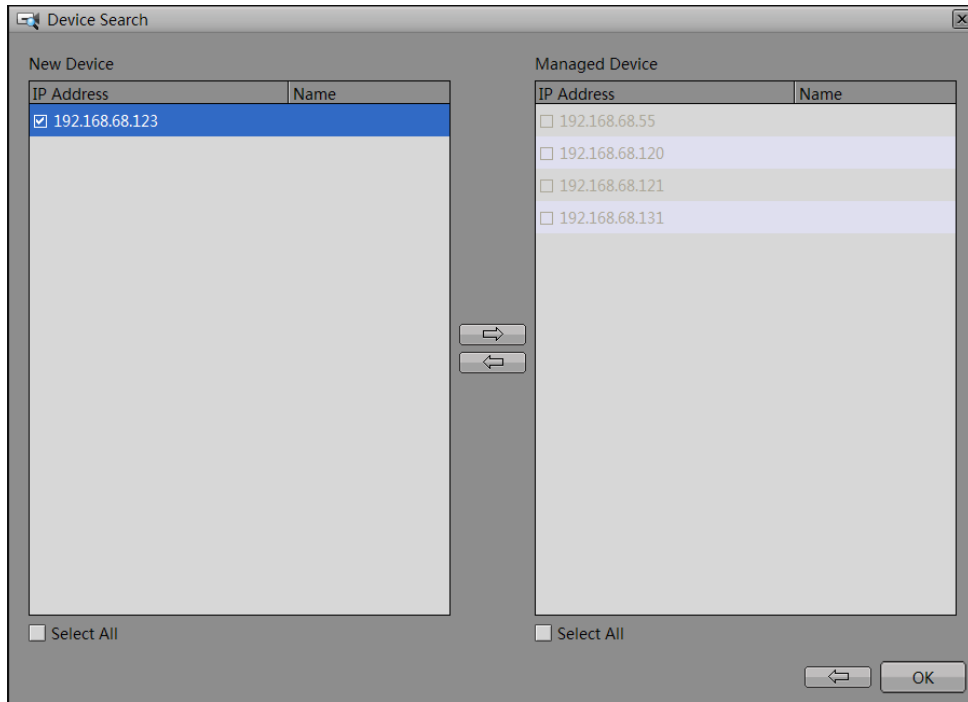 Device Search
New Device
Managed Device
IP Address Name
IP Address Name
192.168.68.123
192.168.68.55
192.168.68.120
192.168.68.121
192.168.68.131
Select All
Select All
OK